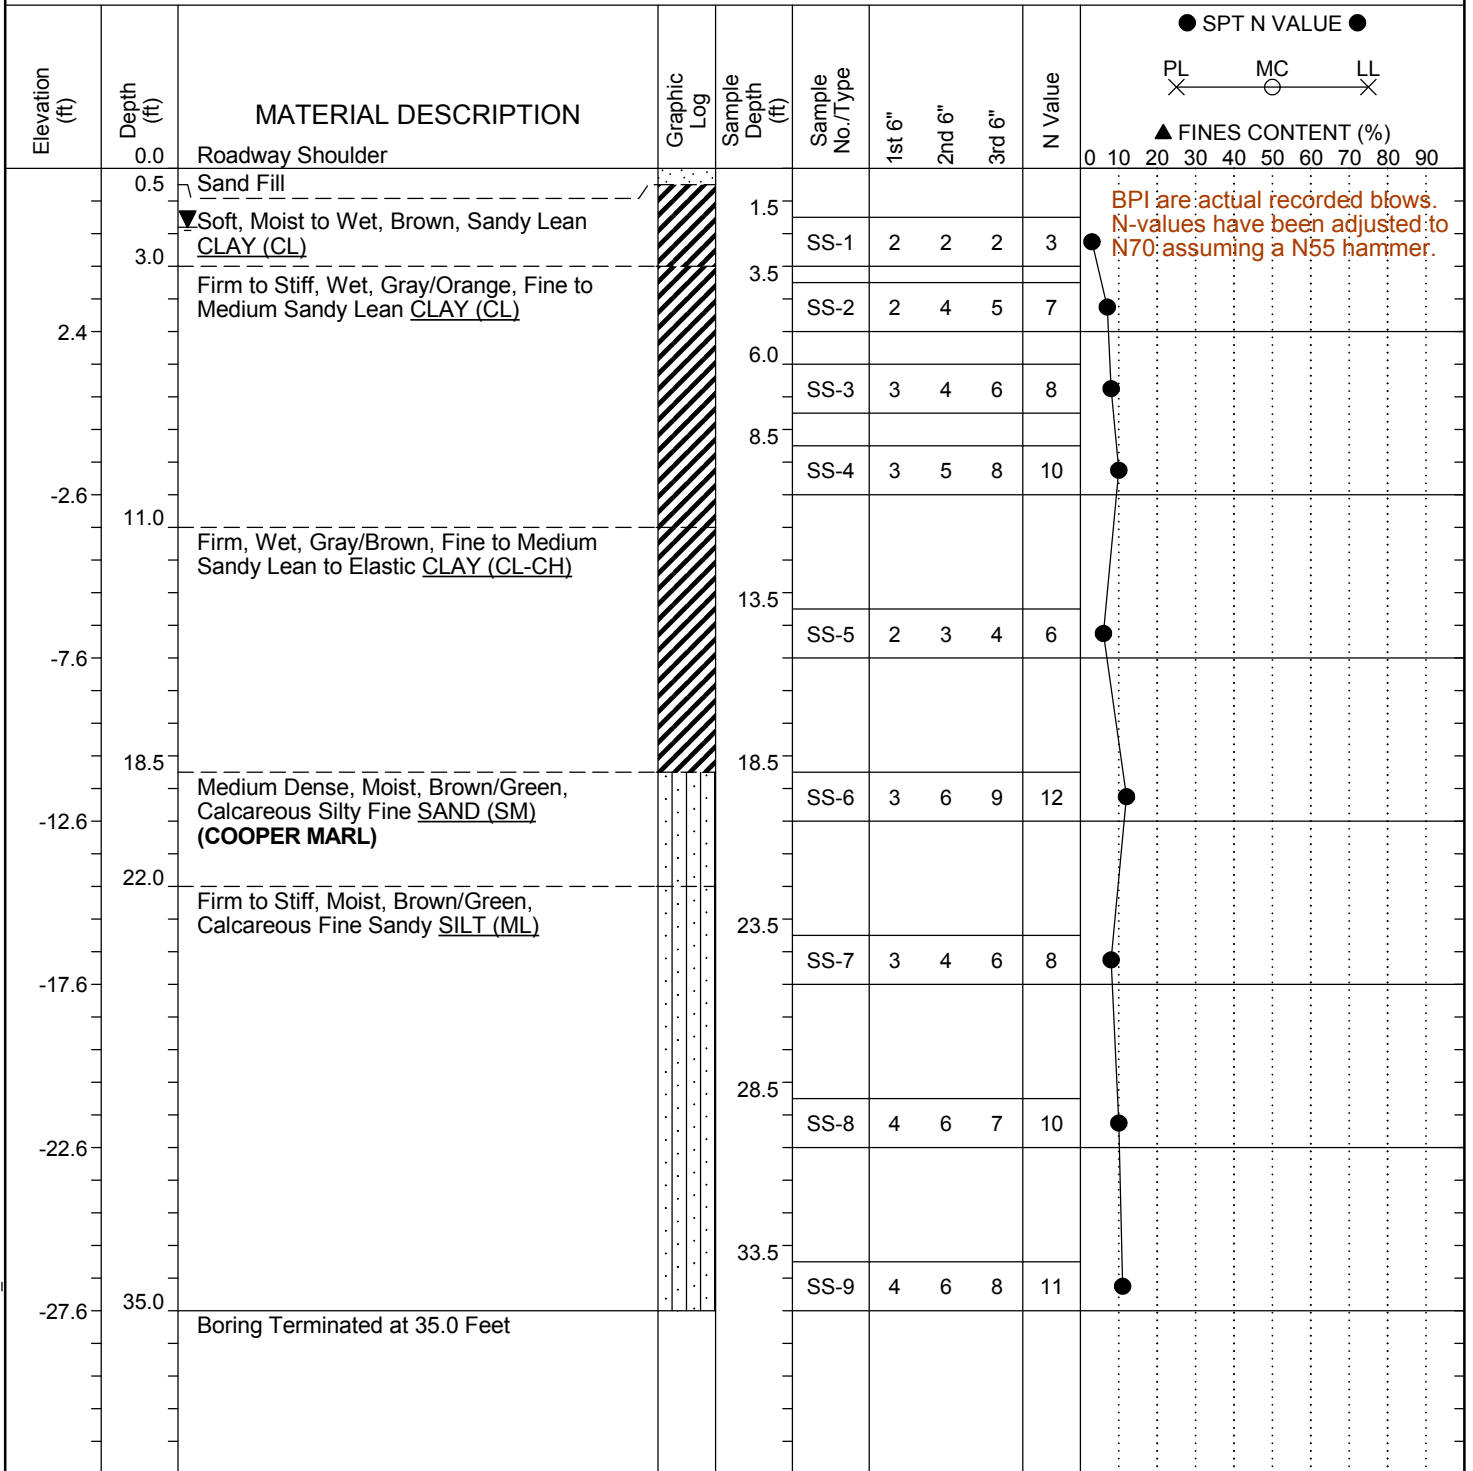 ● SPT N VALUE ●
PL MC LL
▲ FINES CONTENT (%)
0 10 20 30 40 50 60 70 80 90
Elevation (ft)
Depth (ft)
MATERIAL DESCRIPTION
Graphic Log
Sample Depth (ft)
Sample No./Type
1st 6"
2nd 6"
3rd 6"
N Value
0.0 Roadway Shoulder
0.5 Sand Fill
BPI are actual recorded blows.
N-values have been adjusted to
N70 assuming a N55 hammer.
1.5
Soft, Moist to Wet, Brown, Sandy Lean
CLAY (CL)
SS-1 2 2 2 3
3.0
3.5
Firm to Stiff, Wet, Gray/Orange, Fine to
Medium Sandy Lean CLAY (CL)
SS-2 2 4 5 7
2.4
6.0
SS-3 3 4 6 8
8.5
SS-4 3 5 8 10
-2.6
11.0
Firm, Wet, Gray/Brown, Fine to Medium
Sandy Lean to Elastic CLAY (CL-CH)
13.5
SS-5 2 3 4 6
-7.6
18.5 18.5
Medium Dense, Moist, Brown/Green,
Calcareous Silty Fine SAND (SM)
(COOPER MARL)
SS-6 3 6 9 12
-12.6
22.0
Firm to Stiff, Moist, Brown/Green,
Calcareous Fine Sandy SILT (ML)
23.5
SS-7 3 4 6 8
-17.6
28.5
SS-8 4 6 7 10
-22.6
33.5
SS-9 4 6 8 11
-27.6 35.0
Boring Terminated at 35.0 Feet